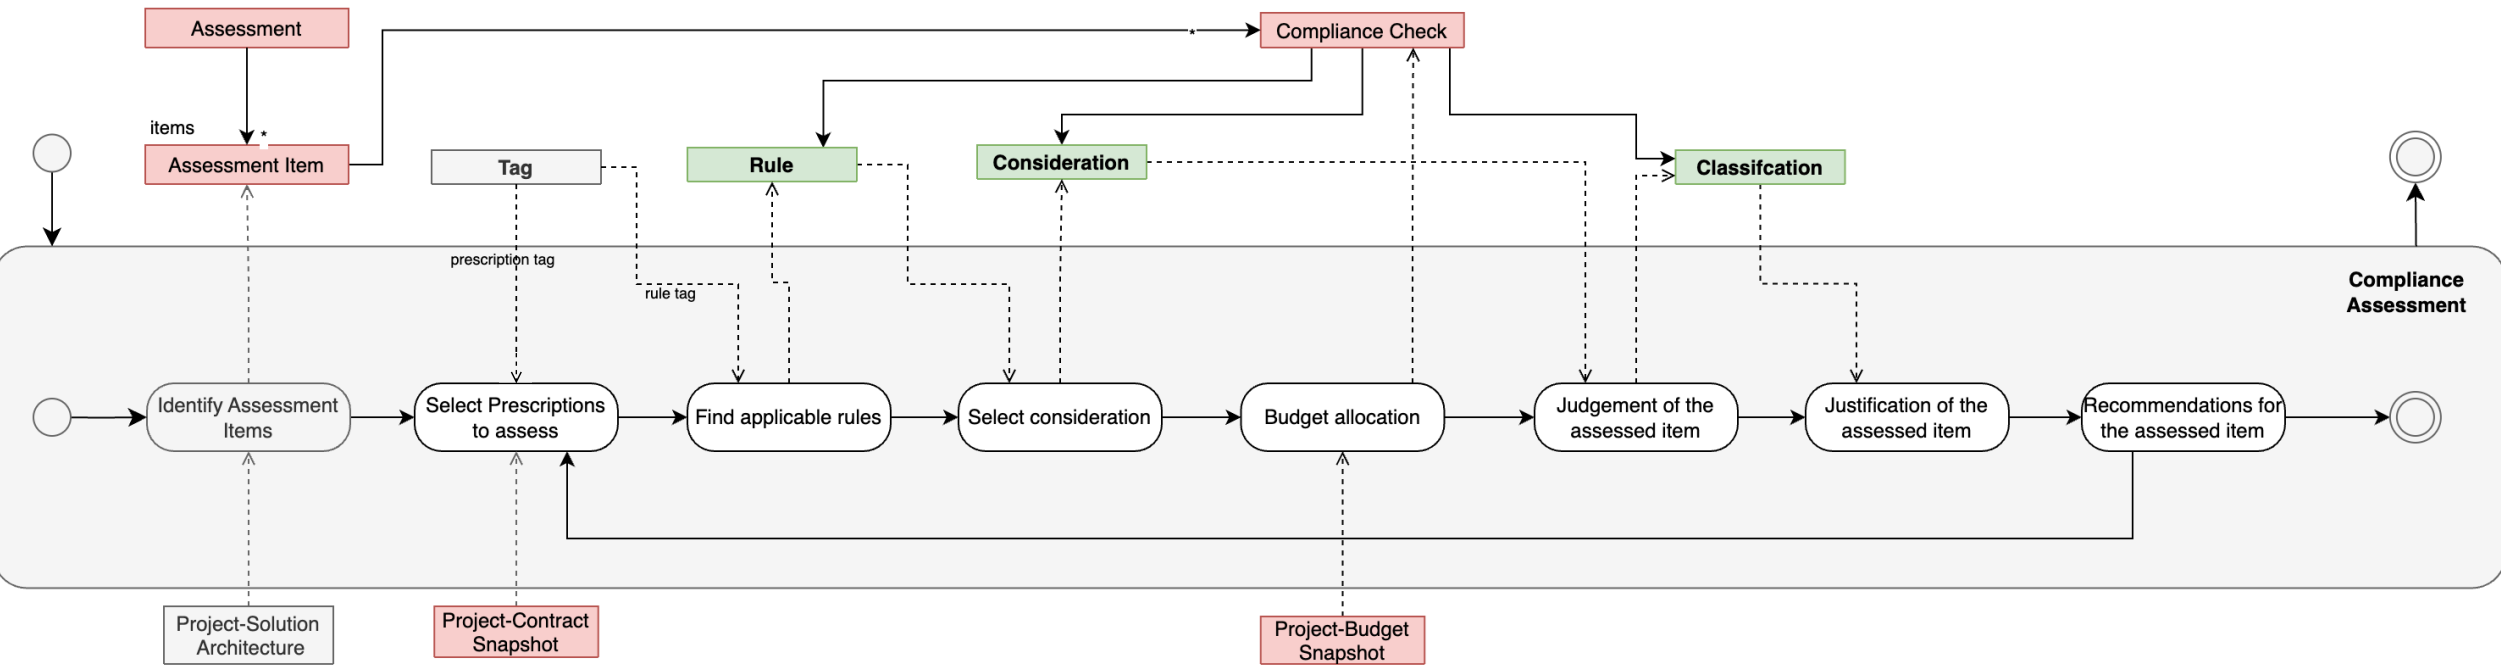 Assessment
Compliance Check
*
items
*
Assessment Item
Tag
Rule
Consideration
Classifcation
prescription tag
rule tag
Compliance
Assessment
Identify Assessment
Items
Select Prescriptions
to assess
Find applicable rules
Select consideration
Budget allocation
Judgement of the
assessed item
Justification of the
assessed item
Recommendations for
the assessed item
Project-Solution
Architecture
Project-Contract
Snapshot
Project-Budget
Snapshot